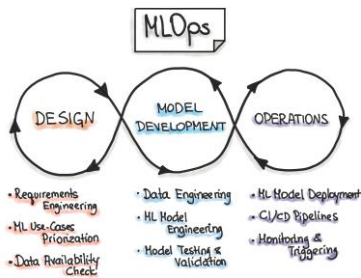 MLOps
DESIGN
MODEL
DEVELOPMENT
OPERATIONS
• Requirements
Engineering
• ML Use-Cases
Priorization
• Data Availability
Check
• Data Engineering
• ML Model
Engineering
• Model Testing &
Validation
• ML Model Deployment
• CI/CD Pipelines
• Monitoring &
Triggering